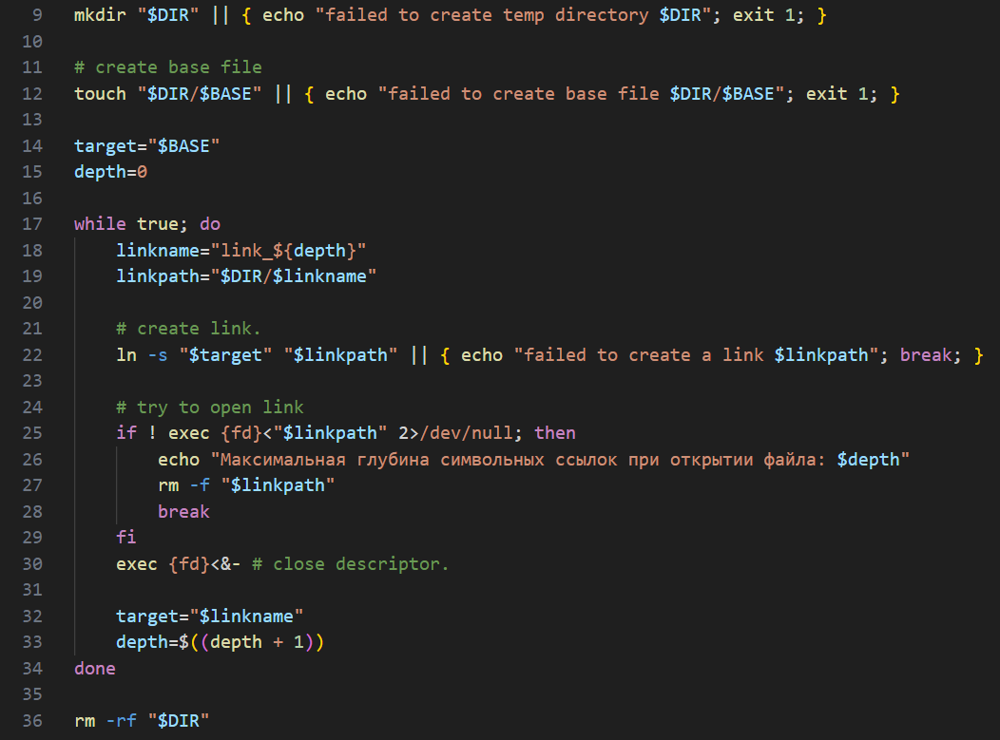 9 mkdir "$DIR" || { echo "failed to create temp directory $DIR"; exit 1; }
10
11 # create base file
12 touch "$DIR/$BASE" || { echo "failed to create base file $DIR/$BASE"; exit 1; }
13
14 target="$BASE"
15 depth=0
16
17 while true; do
18     linkname="link_${depth}"
19     linkpath="$DIR/$linkname"
20
21     # create link.
22     ln -s "$target" "$linkpath" || { echo "failed to create a link $linkpath"; break; }
23
24     # try to open link
25     if ! exec {fd}<"$linkpath" 2>/dev/null; then
26         echo "Максимальная глубина символьных ссылок при открытии файла: $depth"
27         rm -f "$linkpath"
28         break
29     fi
30     exec {fd}<&- # close descriptor.
31
32     target="$linkname"
33     depth=$((depth + 1))
34 done
35
36 rm -rf "$DIR"